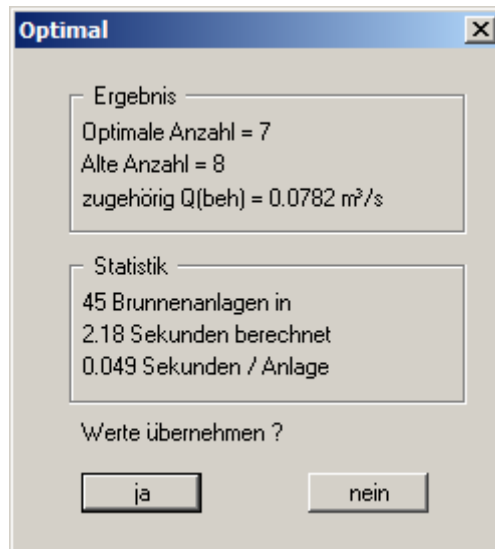 Optimal
Ergebnis
Optimale Anzahl = 7
Alte Anzahl = 8
zugehörig Q(beh) = 0.0782 m³/s
Statistik
45 Brunnenanlagen in
2.18 Sekunden berechnet
0.049 Sekunden / Anlage
Werte übernehmen ?
ja
nein